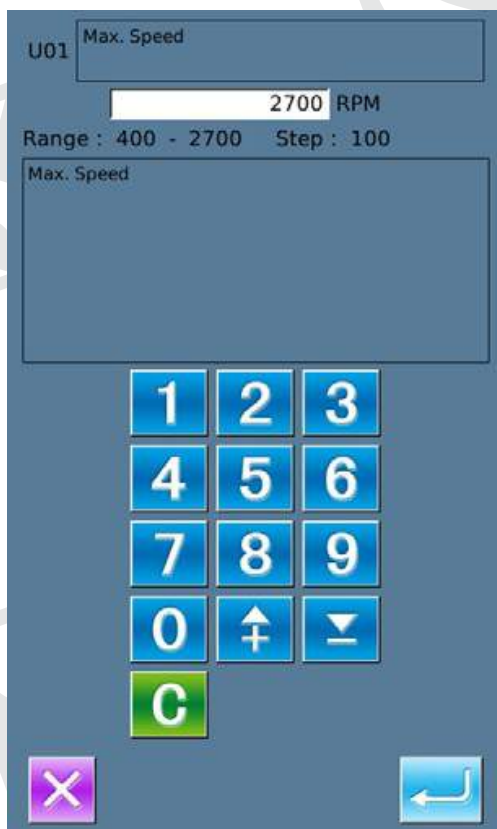 U01 Max. Speed
2700 RPM
Range : 400 - 2700 Step : 100
Max. Speed
1 2 3
4 5 6
7 8 9
0
C